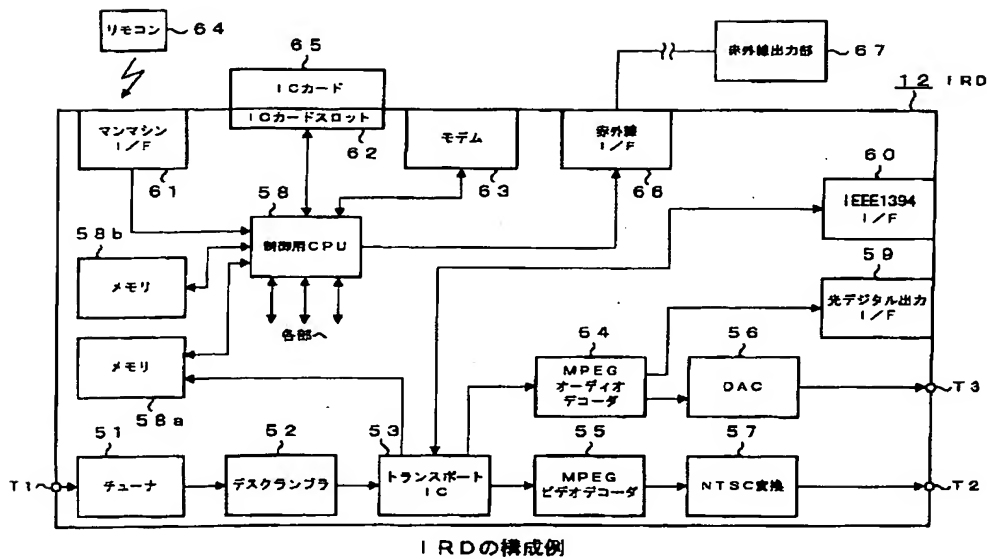 リモコン
64
65
ICカード
ICカードスロット
62
赤外線出力部
67
12 IRD
マンマシン
I/F
61
モデム
63
赤外線
I/F
66
60
IEEE1394
I/F
58
制御用CPU
58b
メモリ
各部へ
59
光デジタル出力
I/F
メモリ
58a
54
MPEG
オーディオ
デコーダ
56
DAC
T3
51
チューナ
T1
52
デスクランブラ
53
トランスポート
IC
55
MPEG
ビデオデコーダ
57
NTSC変換
T2
IRDの構成例